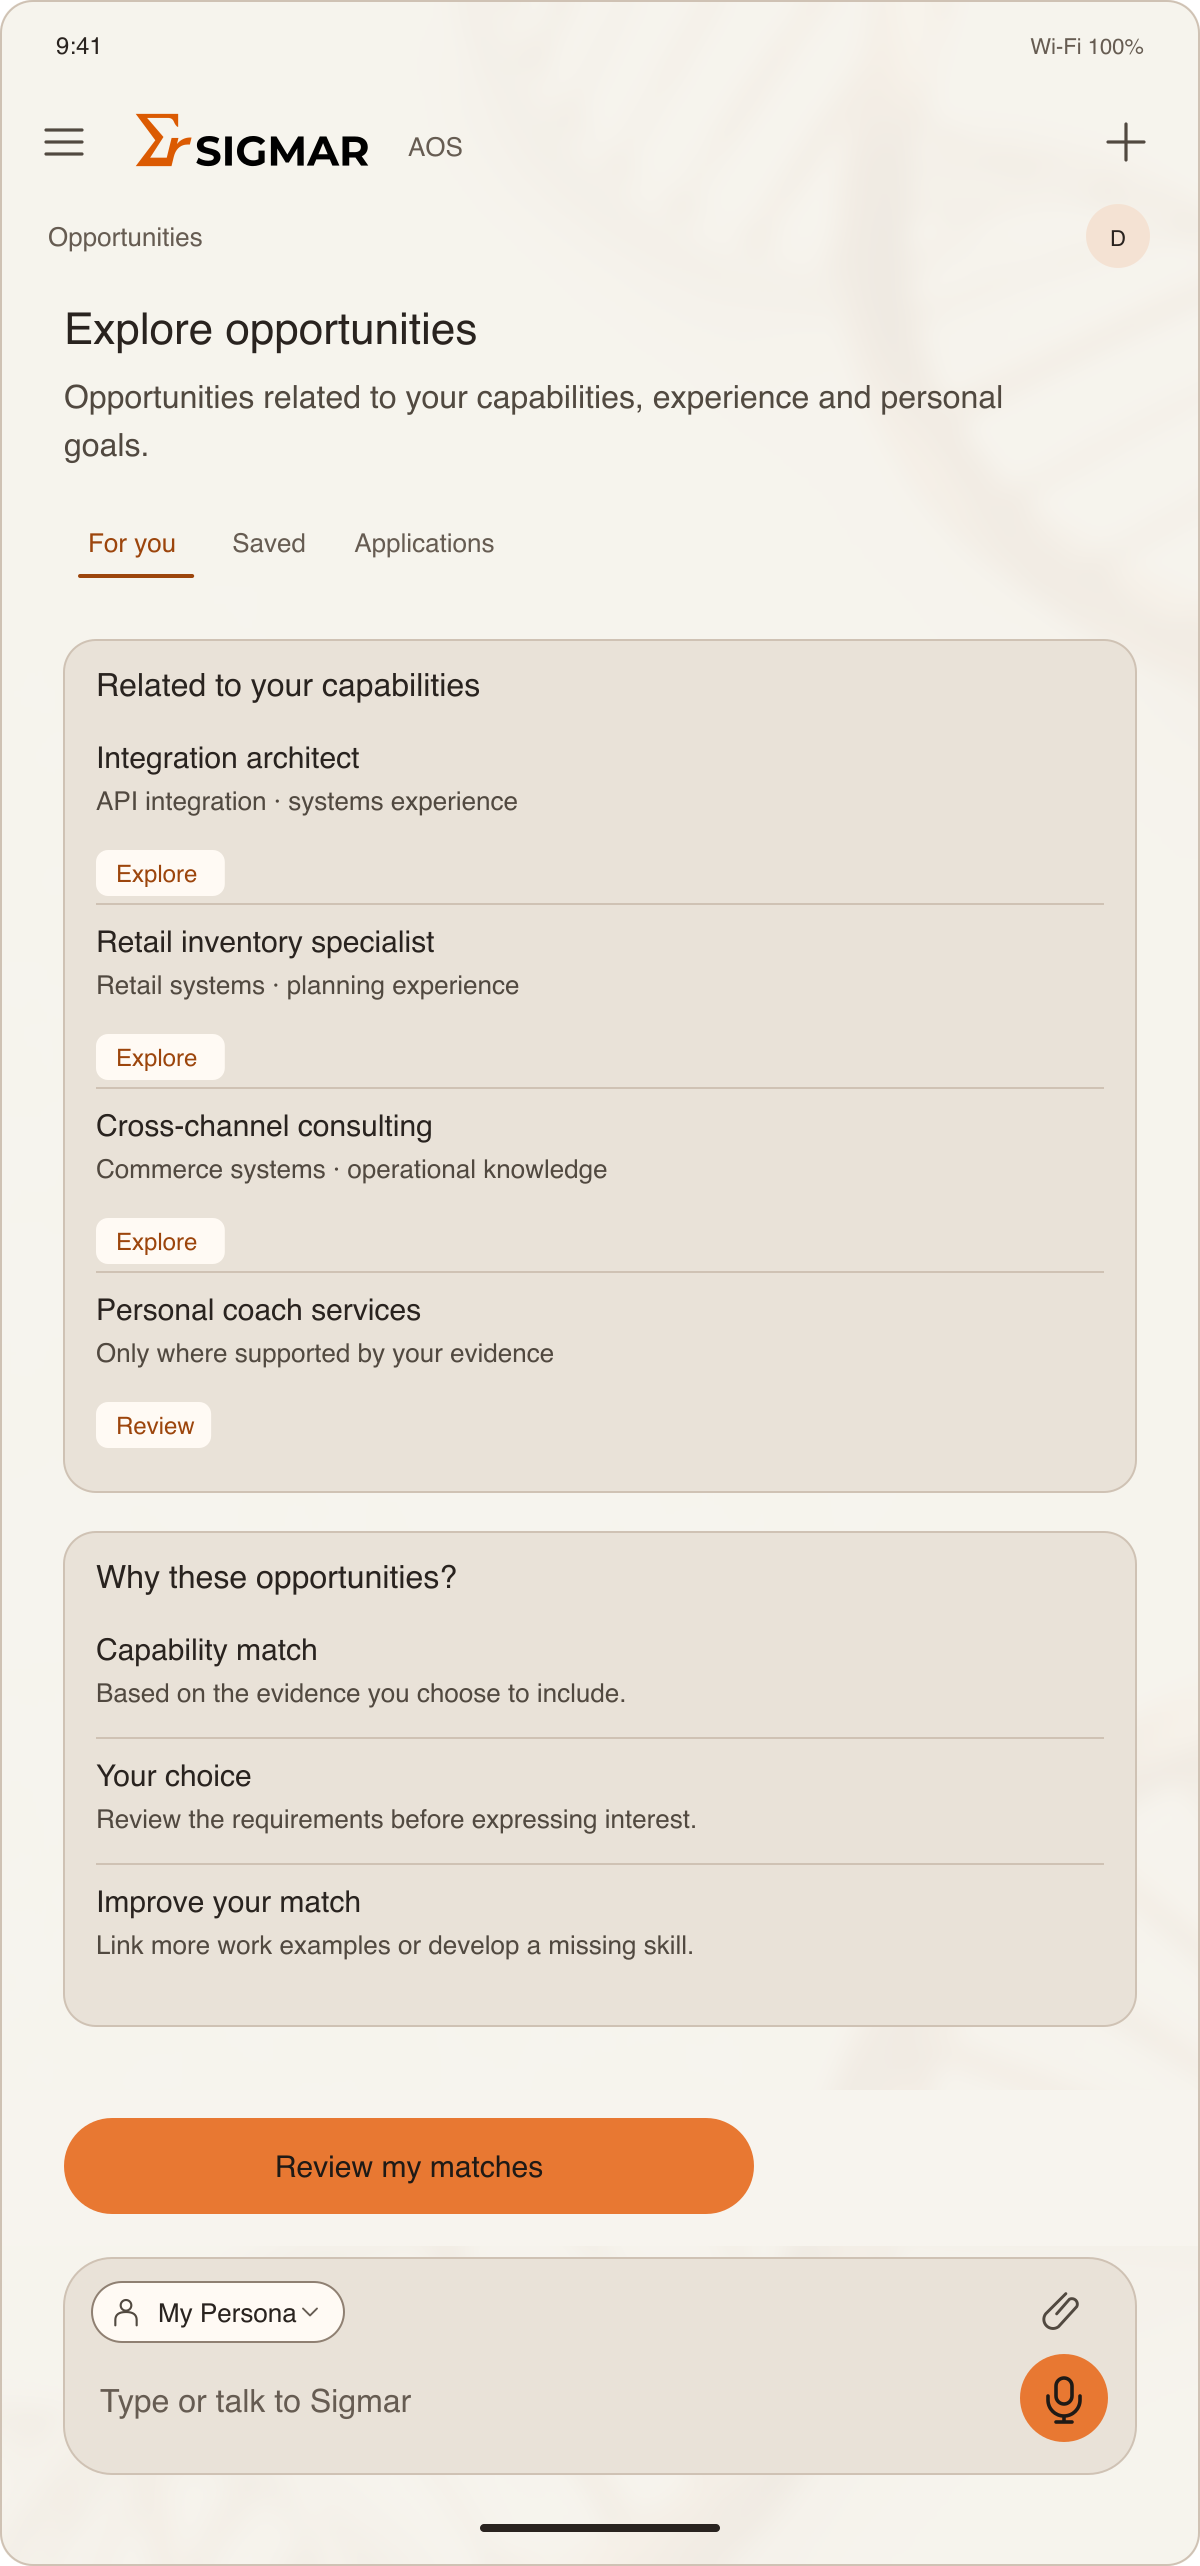 9:41
Wi-Fi 100%
Σr SIGMAR AOS
Opportunities
D
Explore opportunities
Opportunities related to your capabilities, experience and personal
goals.
For you Saved Applications
Related to your capabilities
Integration architect
API integration · systems experience
Explore
Retail inventory specialist
Retail systems · planning experience
Explore
Cross-channel consulting
Commerce systems · operational knowledge
Explore
Personal coach services
Only where supported by your evidence
Review
Why these opportunities?
Capability match
Based on the evidence you choose to include.
Your choice
Review the requirements before expressing interest.
Improve your match
Link more work examples or develop a missing skill.
Review my matches
My Persona
Type or talk to Sigmar